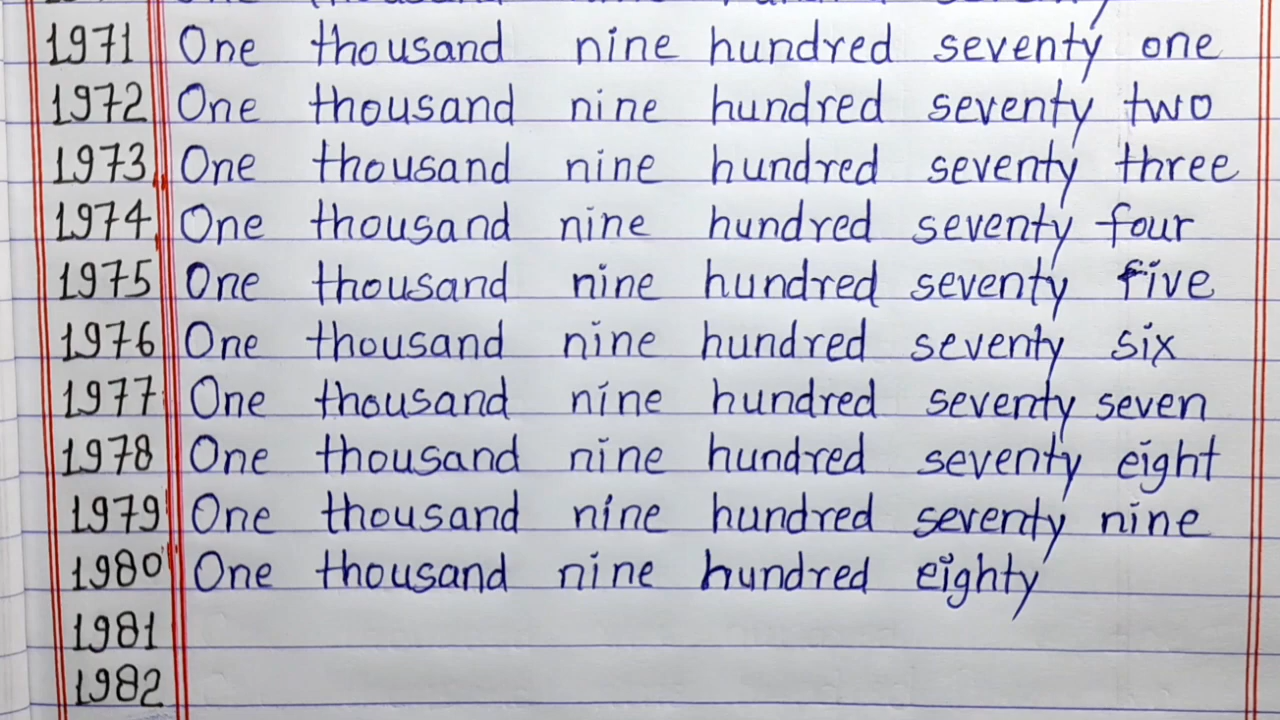 1971 One thousand nine hundred seventy one
1972 One thousand nine hundred seventy two
1973 One thousand nine hundred seventy three
1974 One thousand nine hundred seventy four
1975 One thousand nine hundred seventy five
1976 One thousand nine hundred seventy six
1977 One thousand nine hundred seventy seven
1978 One thousand nine hundred seventy eight
1979 One thousand nine hundred seventy nine
1980 One thousand nine hundred eighty
1981
1982